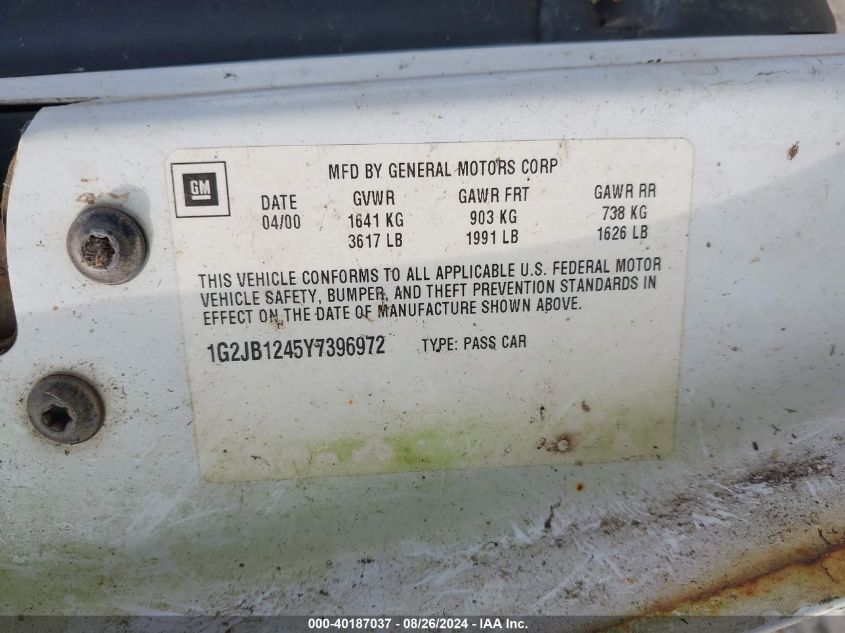 MFD BY GENERAL MOTORS CORP
GM
DATE GVWR GAWR FRT GAWR RR
04/00 1641 KG 903 KG 738 KG
3617 LB 1991 LB 1626 LB
THIS VEHICLE CONFORMS TO ALL APPLICABLE U.S. FEDERAL MOTOR
VEHICLE SAFETY, BUMPER, AND THEFT PREVENTION STANDARDS IN
EFFECT ON THE DATE OF MANUFACTURE SHOWN ABOVE.
1G2JB1245Y7396972 TYPE: PASS CAR
000-40187037 - 08/26/2024 - IAA Inc.